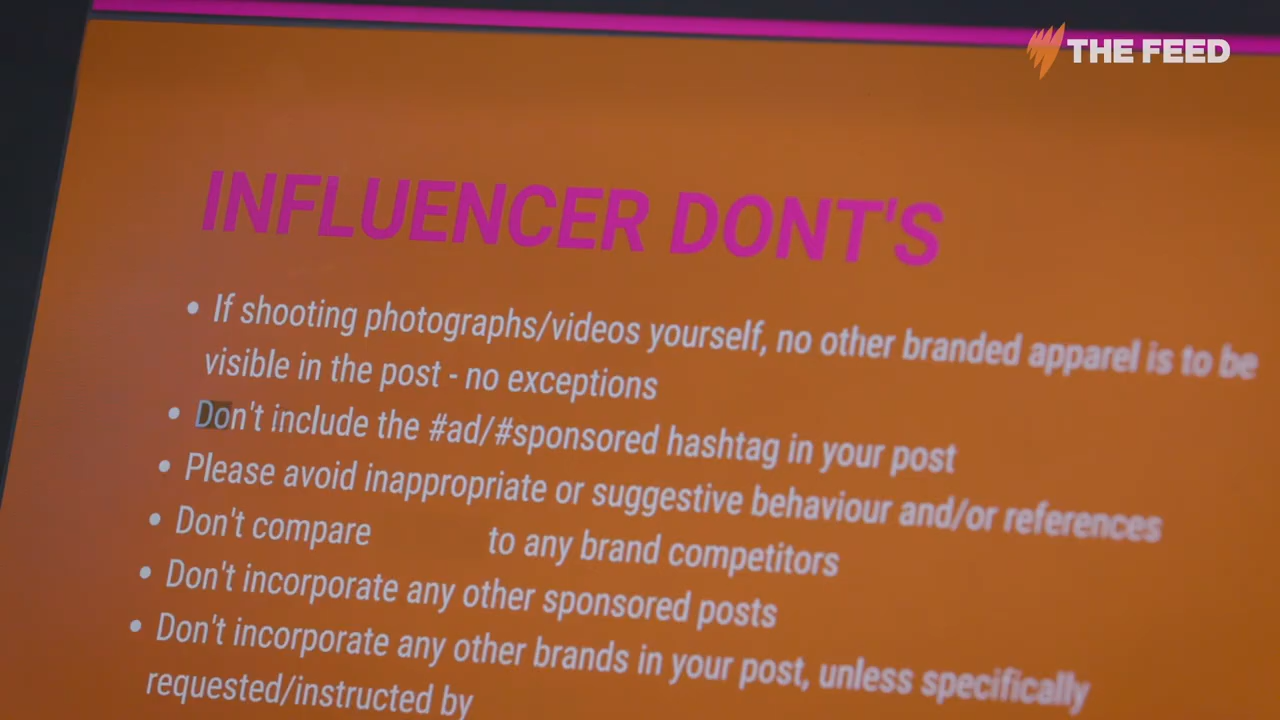 THE FEED
INFLUENCER DONT'S
• If shooting photographs/videos yourself, no other branded apparel is to be
visible in the post - no exceptions
• Don't include the #ad/#sponsored hashtag in your post
• Please avoid inappropriate or suggestive behaviour and/or references
• Don't compare to any brand competitors
• Don't incorporate any other sponsored posts
• Don't incorporate any other brands in your post, unless specifically
requested/instructed by